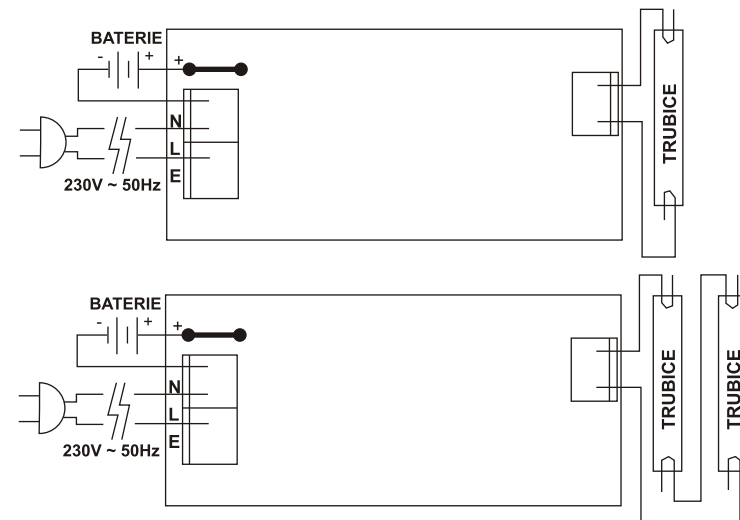 BATERIE
- + +
N
L
E
230V ~ 50Hz
TRUBICE
BATERIE
- + +
N
L
E
230V ~ 50Hz
TRUBICE
TRUBICE